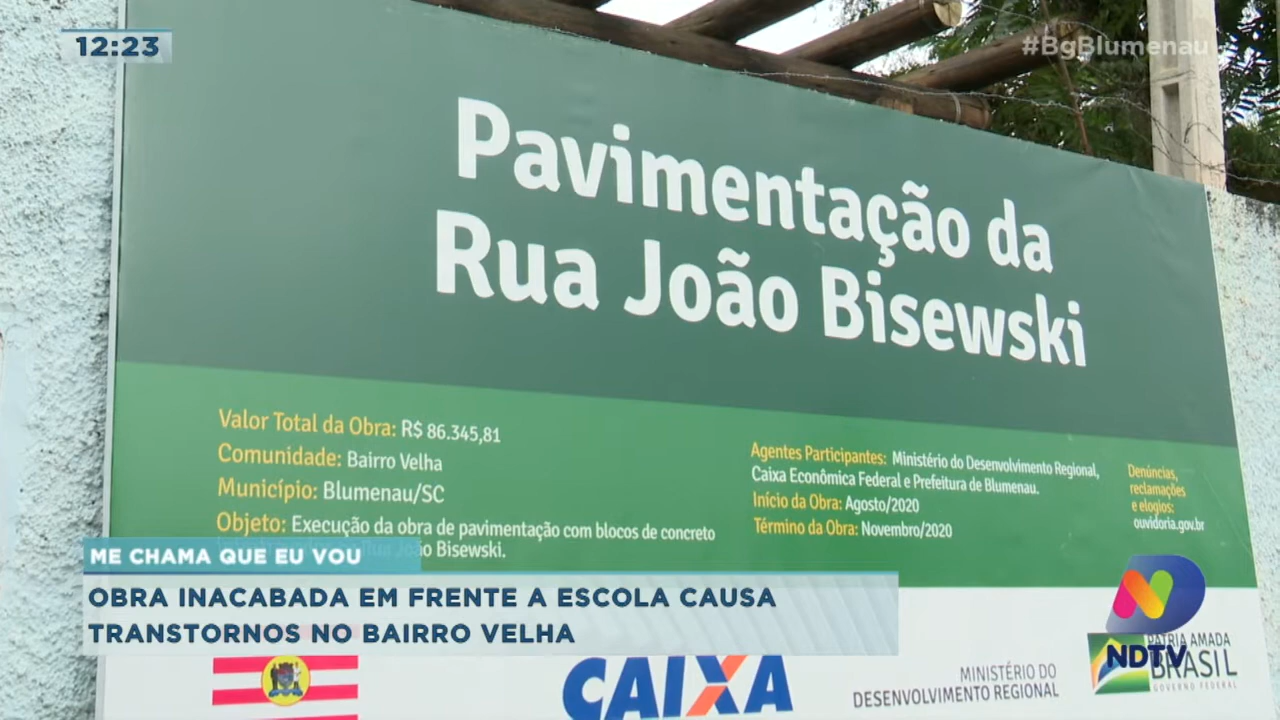 12:23
#BgBlumenau
Pavimentação da
Rua João Bisewski
Valor Total da Obra: R$ 86.345,81
Comunidade: Bairro Velha
Município: Blumenau/SC
Objeto: Execução da obra de pavimentação com blocos de concreto
Rua João Bisewski.
Agentes Participantes: Ministério do Desenvolvimento Regional,
Caixa Econômica Federal e Prefeitura de Blumenau.
Início da Obra: Agosto/2020
Término da Obra: Novembro/2020
Denúncias,
reclamações
e elogios:
ouvidoria.gov.br
ME CHAMA QUE EU VOU
OBRA INACABADA EM FRENTE A ESCOLA CAUSA
TRANSTORNOS NO BAIRRO VELHA
CAIXA
MINISTÉRIO DO
DESENVOLVIMENTO REGIONAL
PÁTRIA AMADA
BRASIL
GOVERNO FEDERAL
NDTV